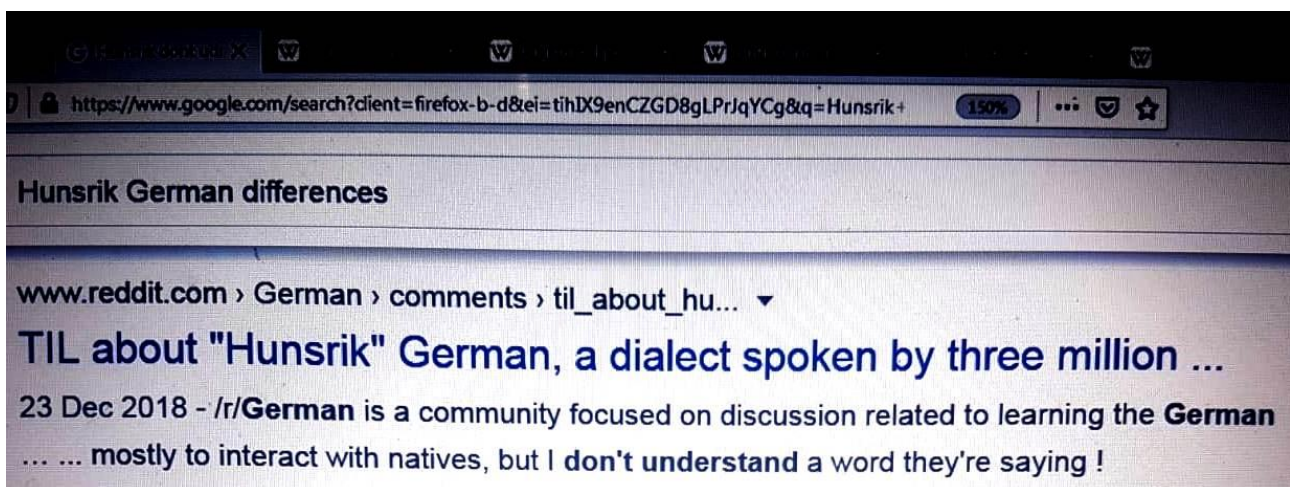 https://www.google.com/search?client=firefox-b-d&ei=tihIX9enCZGD8gLPrJqYCg&q=Hunsrik+ 150%
Hunsrik German differences
www.reddit.com › German › comments › til_about_hu...
TIL about "Hunsrik" German, a dialect spoken by three million ...
23 Dec 2018 - /r/German is a community focused on discussion related to learning the German
... ... mostly to interact with natives, but I don't understand a word they're saying !